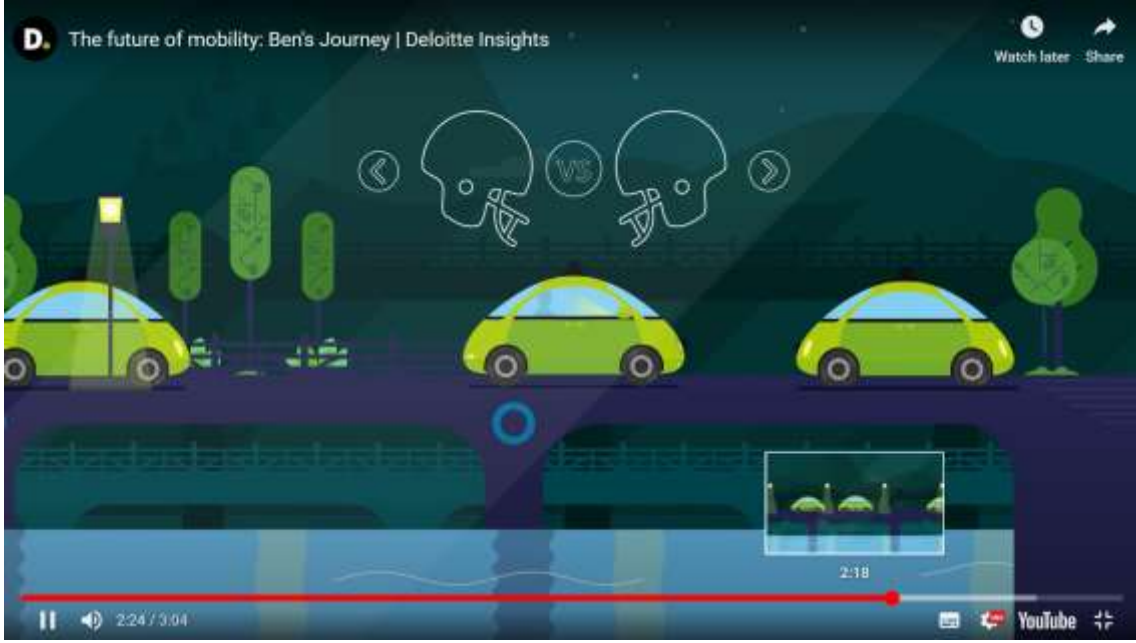 D. The future of mobility: Ben's Journey | Deloitte Insights
Watch later Share
VS
2:18
2:24 / 3:04
YouTube